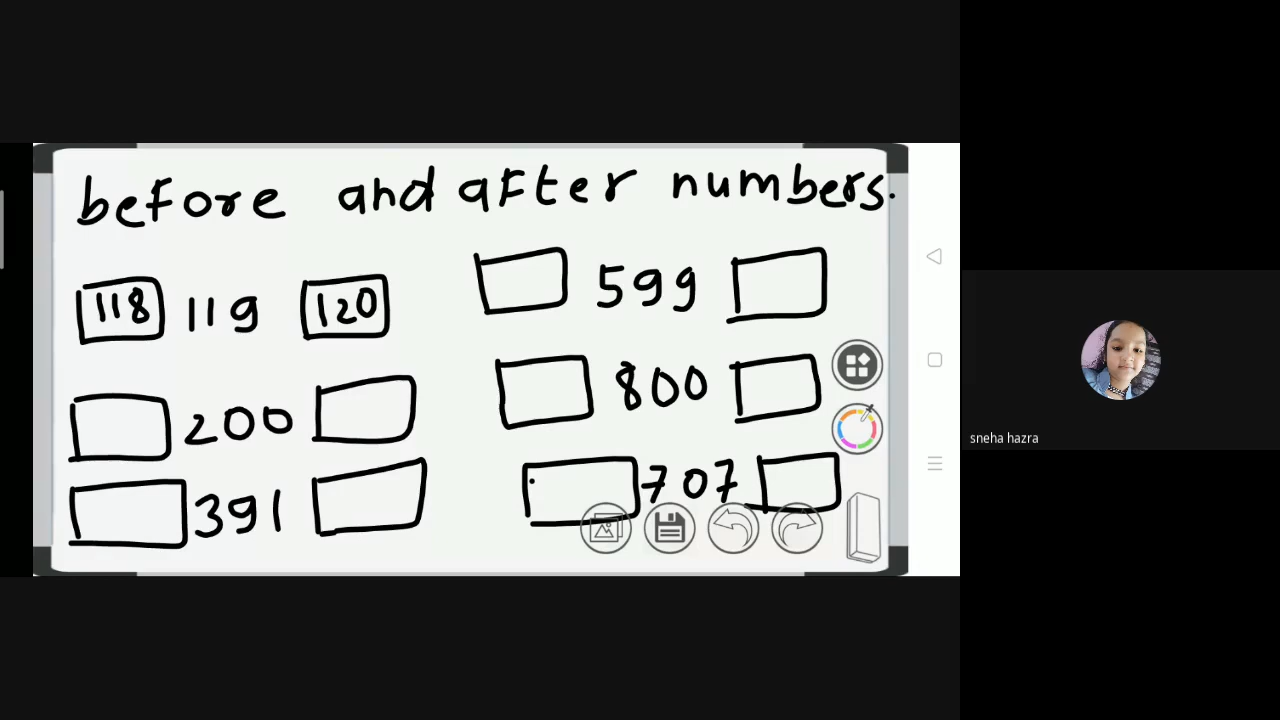 before and after numbers.
118 119 120
599
200
800
391
707
sneha hazra